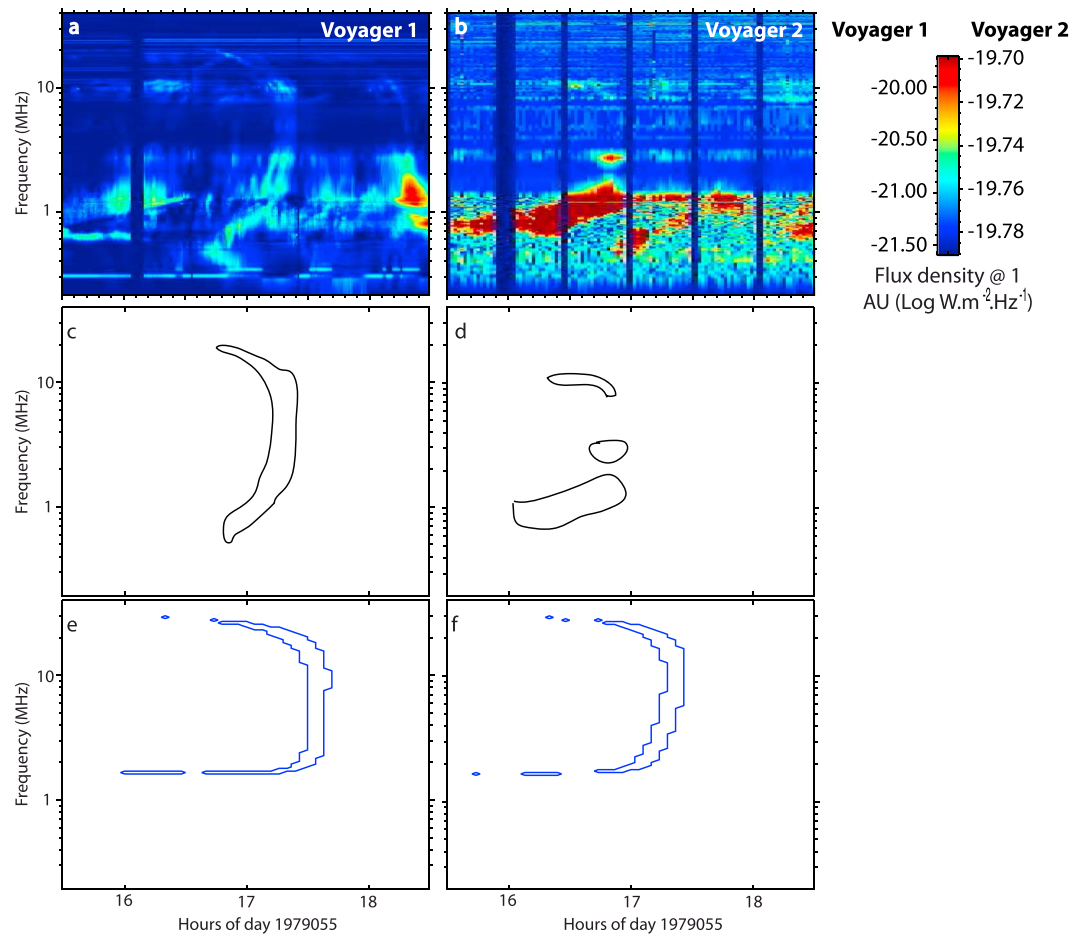 a Voyager 1
b Voyager 2
Voyager 1 Voyager 2
Frequency (MHz)
10
1
-20.00
-20.50
-21.00
-21.50
-19.70
-19.72
-19.74
-19.76
-19.78
Flux density @ 1
AU (Log W.m-2.Hz-1)
c
d
Frequency (MHz)
10
1
e
f
Frequency (MHz)
10
1
16 17 18
16 17 18
Hours of day 1979055
Hours of day 1979055